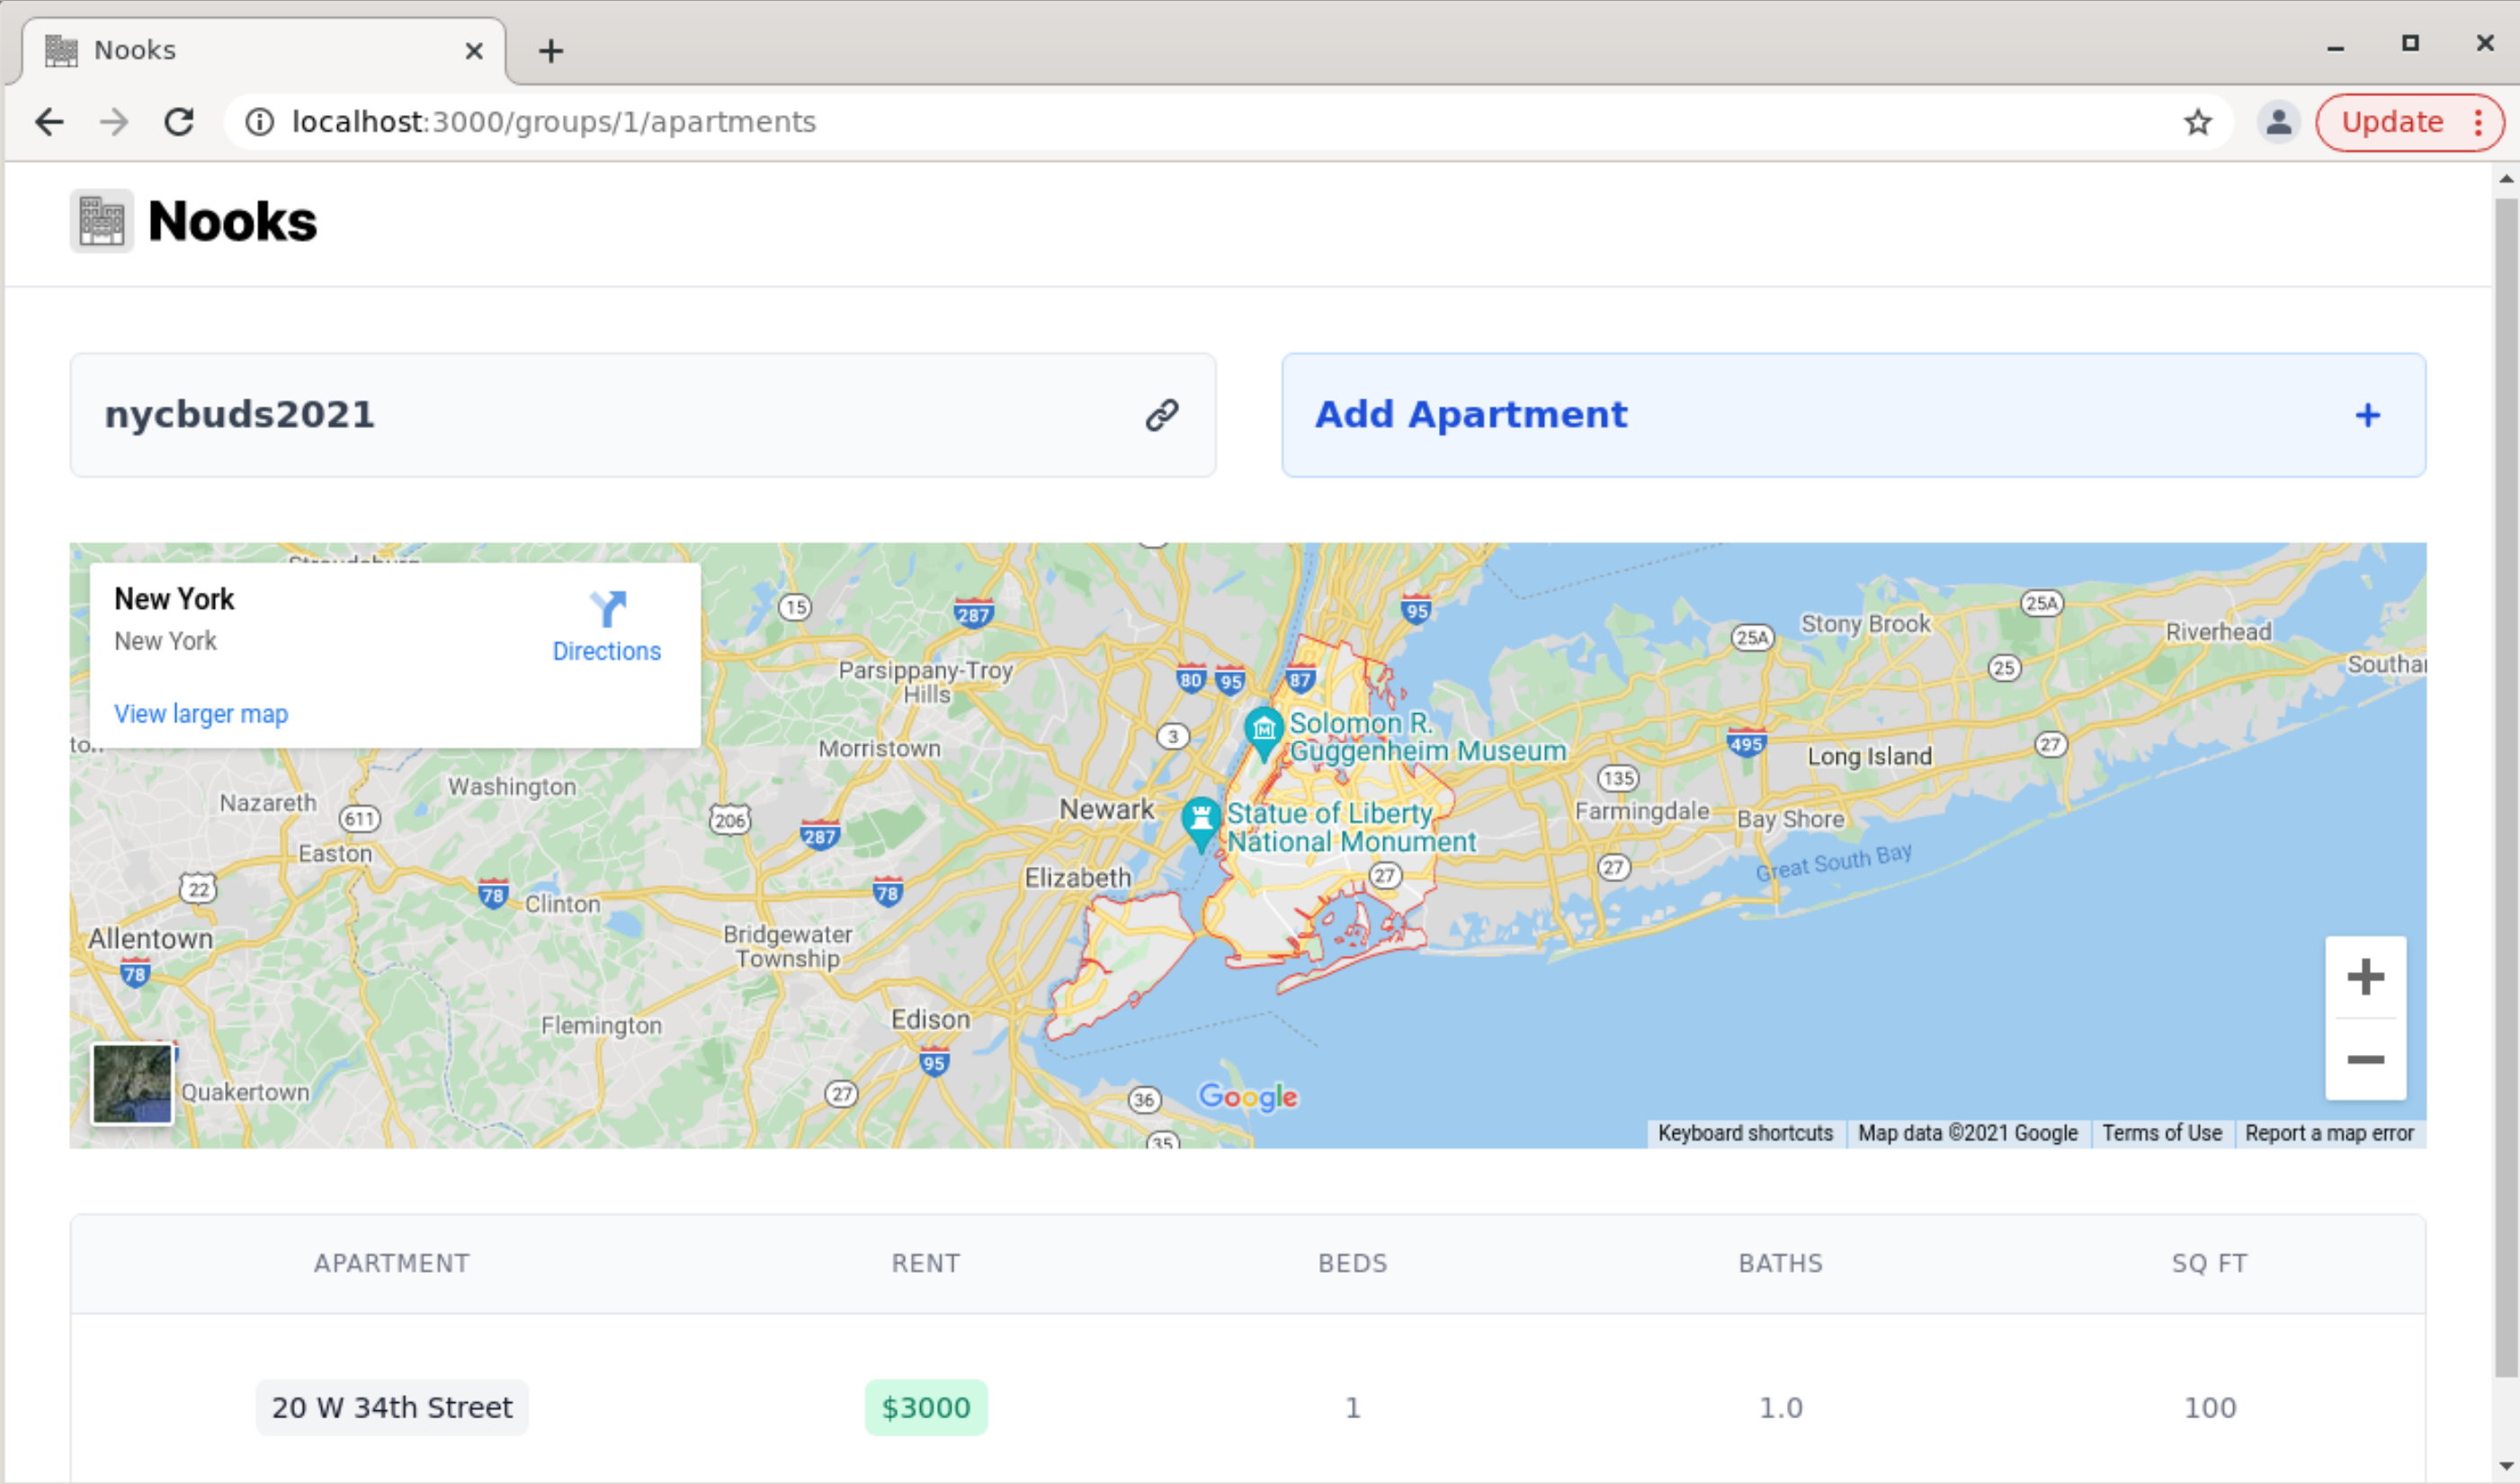 Nooks
localhost:3000/groups/1/apartments
Update
Nooks
nycbuds2021
Add Apartment +
New York
New York
Directions
View larger map
15
287
95
25A
25A
Stony Brook
Riverhead
Parsippany-Troy
Hills
80
95
87
25
Solomon R.
Guggenheim Museum
3
Morristown
495
Long Island
27
Washington
Nazareth
611
206
287
Newark
Statue of Liberty
National Monument
135
Farmingdale
Bay Shore
Easton
22
78
Clinton
78
Elizabeth
27
27
Great South Bay
Allentown
78
Bridgewater
Township
Flemington
Edison
95
Quakertown
27
36
35
Google
Keyboard shortcuts
Map data ©2021 Google
Terms of Use
Report a map error
APARTMENT RENT BEDS BATHS SQ FT
20 W 34th Street $3000 1 1.0 100